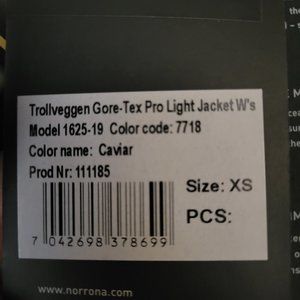 Trollveggen Gore-Tex Pro Light Jacket W's
Model 1625-19 Color code: 7718
Color name: Caviar
Prod Nr: 111185
Size: XS
PCS:
7 042698 378699
www.norrona.com